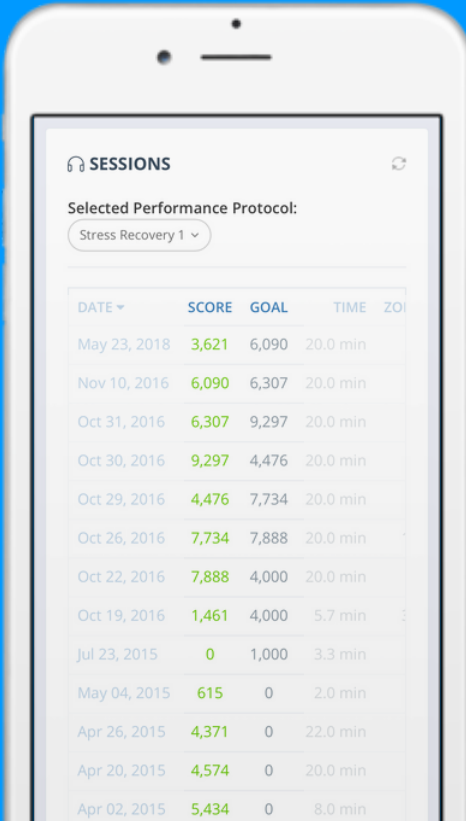 SESSIONS
Selected Performance Protocol:
Stress Recovery 1
DATE SCORE GOAL TIME ZO
May 23, 2018 3,621 6,090 20.0 min
Nov 10, 2016 6,090 6,307 20.0 min
Oct 31, 2016 6,307 9,297 20.0 min
Oct 30, 2016 9,297 4,476 20.0 min
Oct 29, 2016 4,476 7,734 20.0 min
Oct 26, 2016 7,734 7,888 20.0 min
Oct 22, 2016 7,888 4,000 20.0 min
Oct 19, 2016 1,461 4,000 5.7 min
Jul 23, 2015 0 1,000 3.3 min
May 04, 2015 615 0 2.0 min
Apr 26, 2015 4,371 0 22.0 min
Apr 20, 2015 4,574 0 20.0 min
Apr 02, 2015 5,434 0 8.0 min